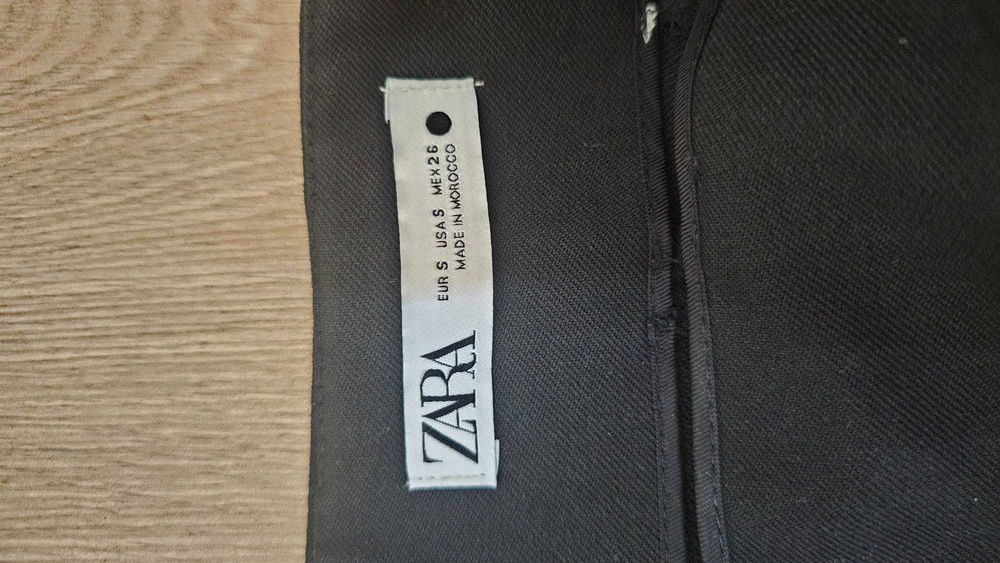 ZARA
EUR S USA S MEX 26
MADE IN MOROCCO